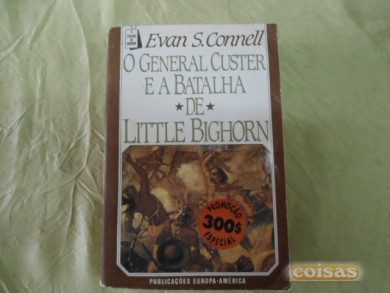 Evan S. Connell
O GENERAL CUSTER
E A BATALHA
DE
LITTLE BIGHORN
PROMOÇÃO
300$
ESPECIAL
PUBLICAÇÕES EUROPA-AMÉRICA
coisas